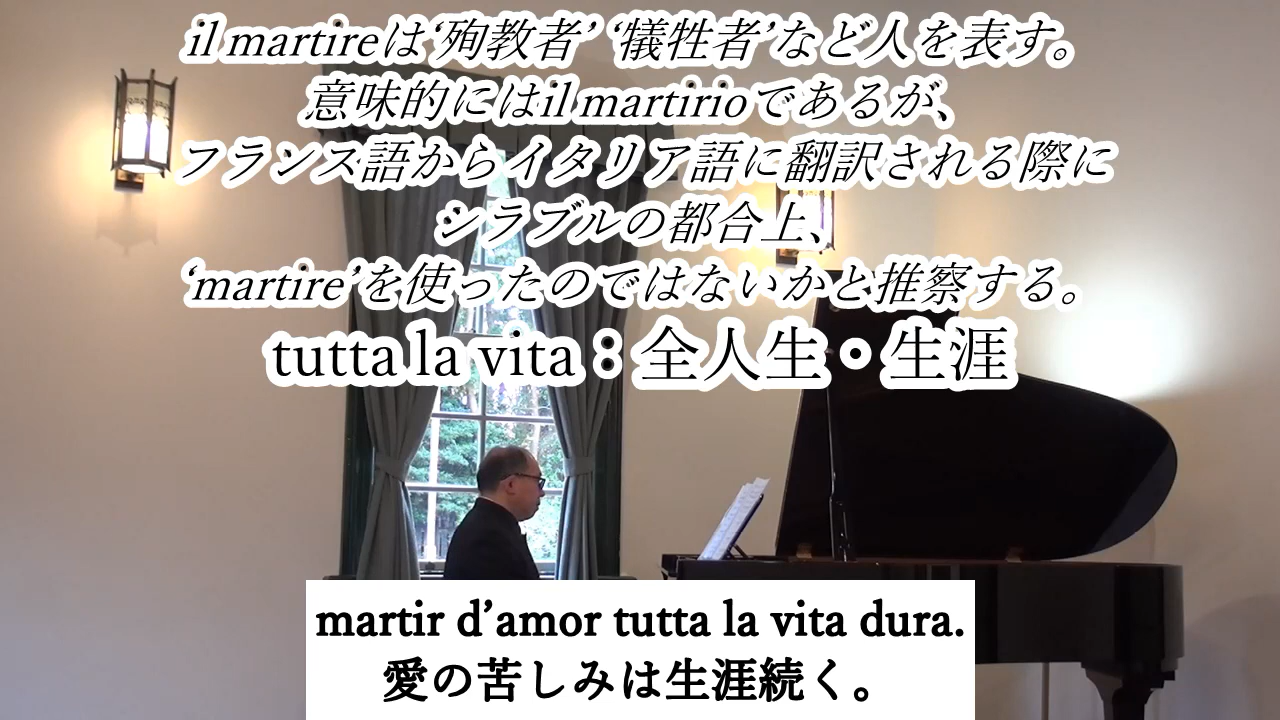 il martireは‘殉教者’ ‘犠牲者’など人を表す。
意味的にはil martirioであるが、
フランス語からイタリア語に翻訳される際に
シラブルの都合上、
‘martire’を使ったのではないかと推察する。
tutta la vita：全人生・生涯
martir d’amor tutta la vita dura.
愛の苦しみは生涯続く。